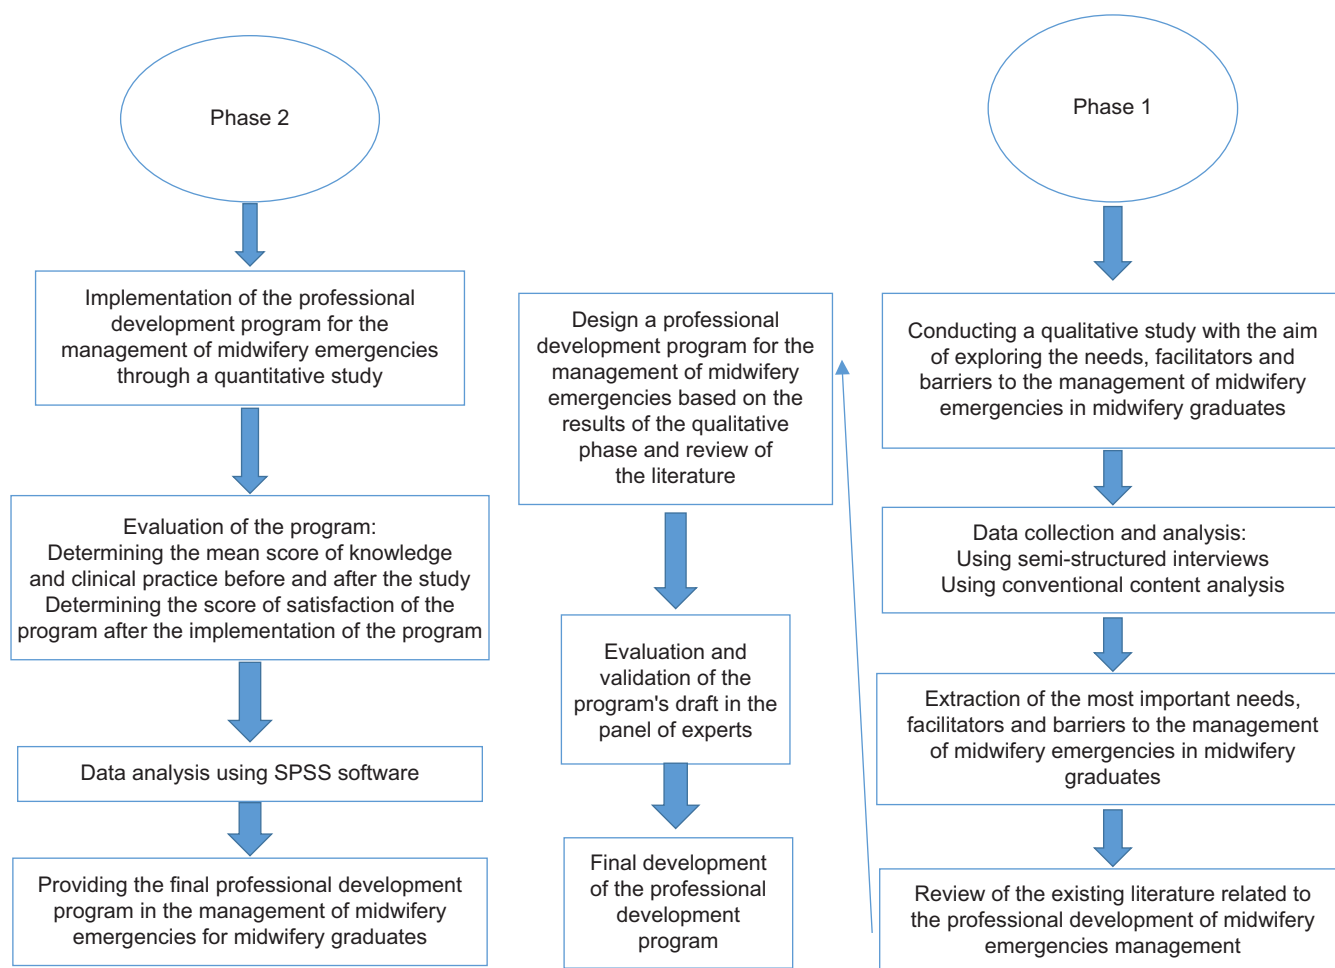 Phase 2
Implementation of the professional
development program for the
management of midwifery emergencies
through a quantitative study
Evaluation of the program:
Determining the mean score of knowledge
and clinical practice before and after the study
Determining the score of satisfaction of the
program after the implementation of the program
Data analysis using SPSS software
Providing the final professional development
program in the management of midwifery
emergencies for midwifery graduates
Design a professional
development program for the
management of midwifery
emergencies based on the
results of the qualitative
phase and review of
the literature
Evaluation and
validation of the
program's draft in the
panel of experts
Final development
of the professional
development
program
Phase 1
Conducting a qualitative study with the aim
of exploring the needs, facilitators and
barriers to the management of midwifery
emergencies in midwifery graduates
Data collection and analysis:
Using semi-structured interviews
Using conventional content analysis
Extraction of the most important needs,
facilitators and barriers to the management
of midwifery emergencies in midwifery
graduates
Review of the existing literature related to
the professional development of midwifery
emergencies management